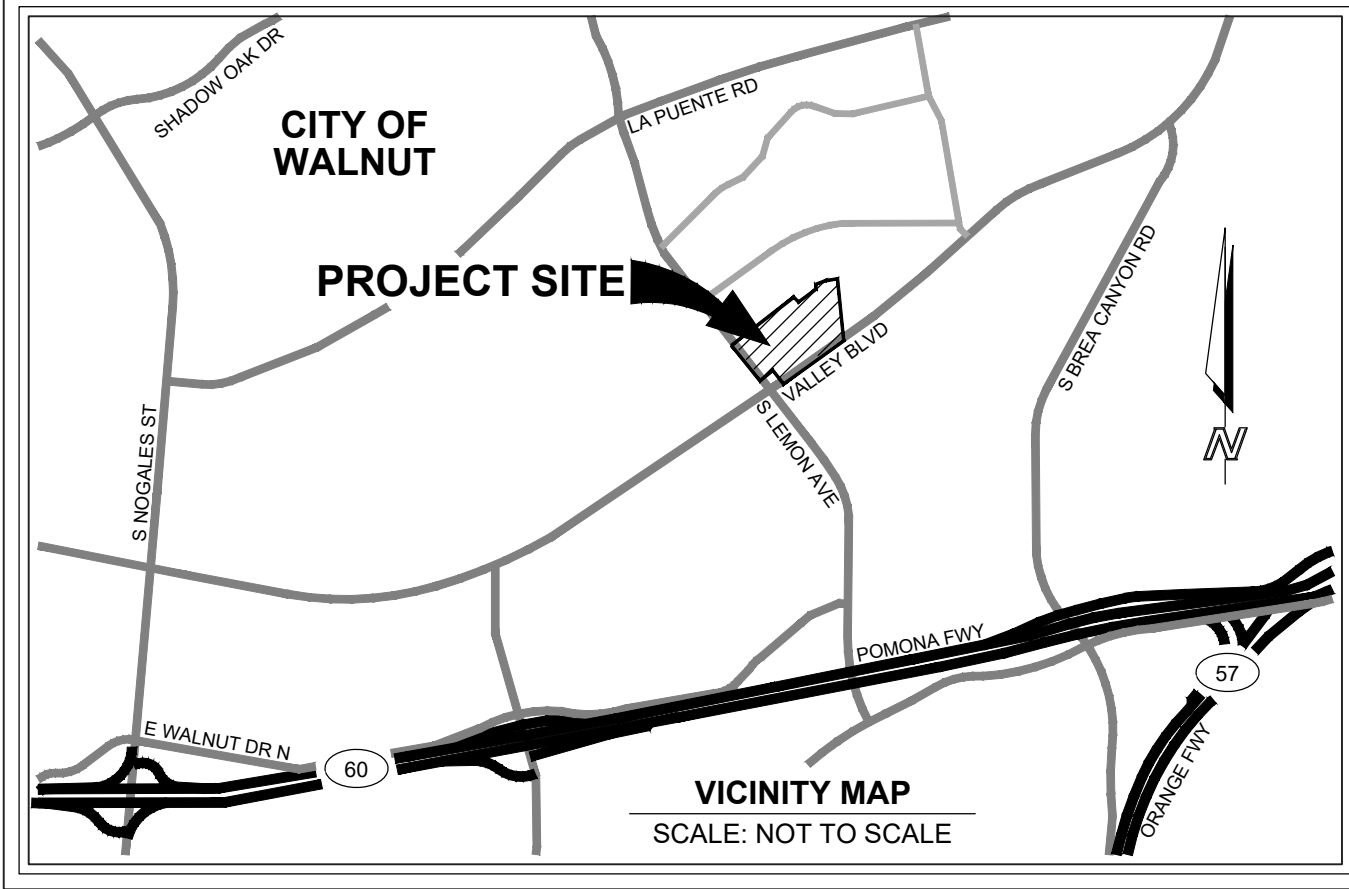 SHADOW OAK DR
CITY OF
WALNUT
LA PUENTE RD
PROJECT SITE
VALLEY BLVD
S BREA CANYON RD
N
S LEMON AVE
S NOGALES ST
POMONA FWY
57
E WALNUT DR N
60
ORANGE FWY
VICINITY MAP
SCALE: NOT TO SCALE